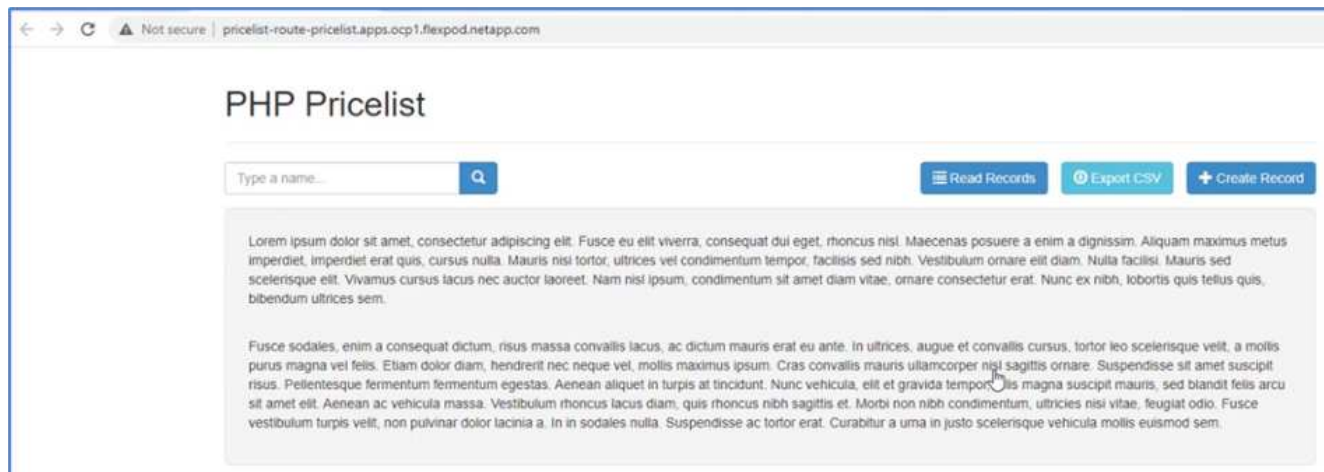 Not secure | pricelist-route-pricelist.apps.ocp1.flexpod.netapp.com
PHP Pricelist
Type a name...
Read Records
Export CSV
Create Record
Lorem ipsum dolor sit amet, consectetur adipiscing elit. Fusce eu elit viverra, consequat dui eget, rhoncus nisl. Maecenas posuere a enim a dignissim. Aliquam maximus metus
imperdiet, imperdiet erat quis, cursus nulla. Mauris nisi tortor, ultrices vel condimentum tempor, facilisis sed nibh. Vestibulum ornare elit diam. Nulla facilisi. Mauris sed
scelerisque elit. Vivamus cursus lacus nec auctor laoreet. Nam nisl ipsum, condimentum sit amet diam vitae, ornare consectetur erat. Nunc ex nibh, lobortis quis tellus quis,
bibendum ultrices sem.
Fusce sodales, enim a consequat dictum, risus massa convallis lacus, ac dictum mauris erat eu ante. In ultrices, augue et convallis cursus, tortor leo scelerisque velit, a mollis
purus magna vel felis. Etiam dolor diam, hendrerit nec neque vel, mollis maximus ipsum. Cras convallis mauris ullamcorper nisl sagittis ornare. Suspendisse sit amet suscipit
risus. Pellentesque fermentum fermentum egestas. Aenean aliquet in turpis at tincidunt. Nunc vehicula, elit et gravida tempor, magna suscipit mauris, sed blandit felis arcu
sit amet elit. Aenean ac vehicula massa. Vestibulum rhoncus lacus diam, quis rhoncus nibh sagittis et. Morbi non nibh condimentum, ultricies nisi vitae, feugiat odio. Fusce
vestibulum turpis velit, non pulvinar dolor lacinia a. In in sodales nulla. Suspendisse ac tortor erat. Curabitur a urna in justo scelerisque vehicula mollis euismod sem.